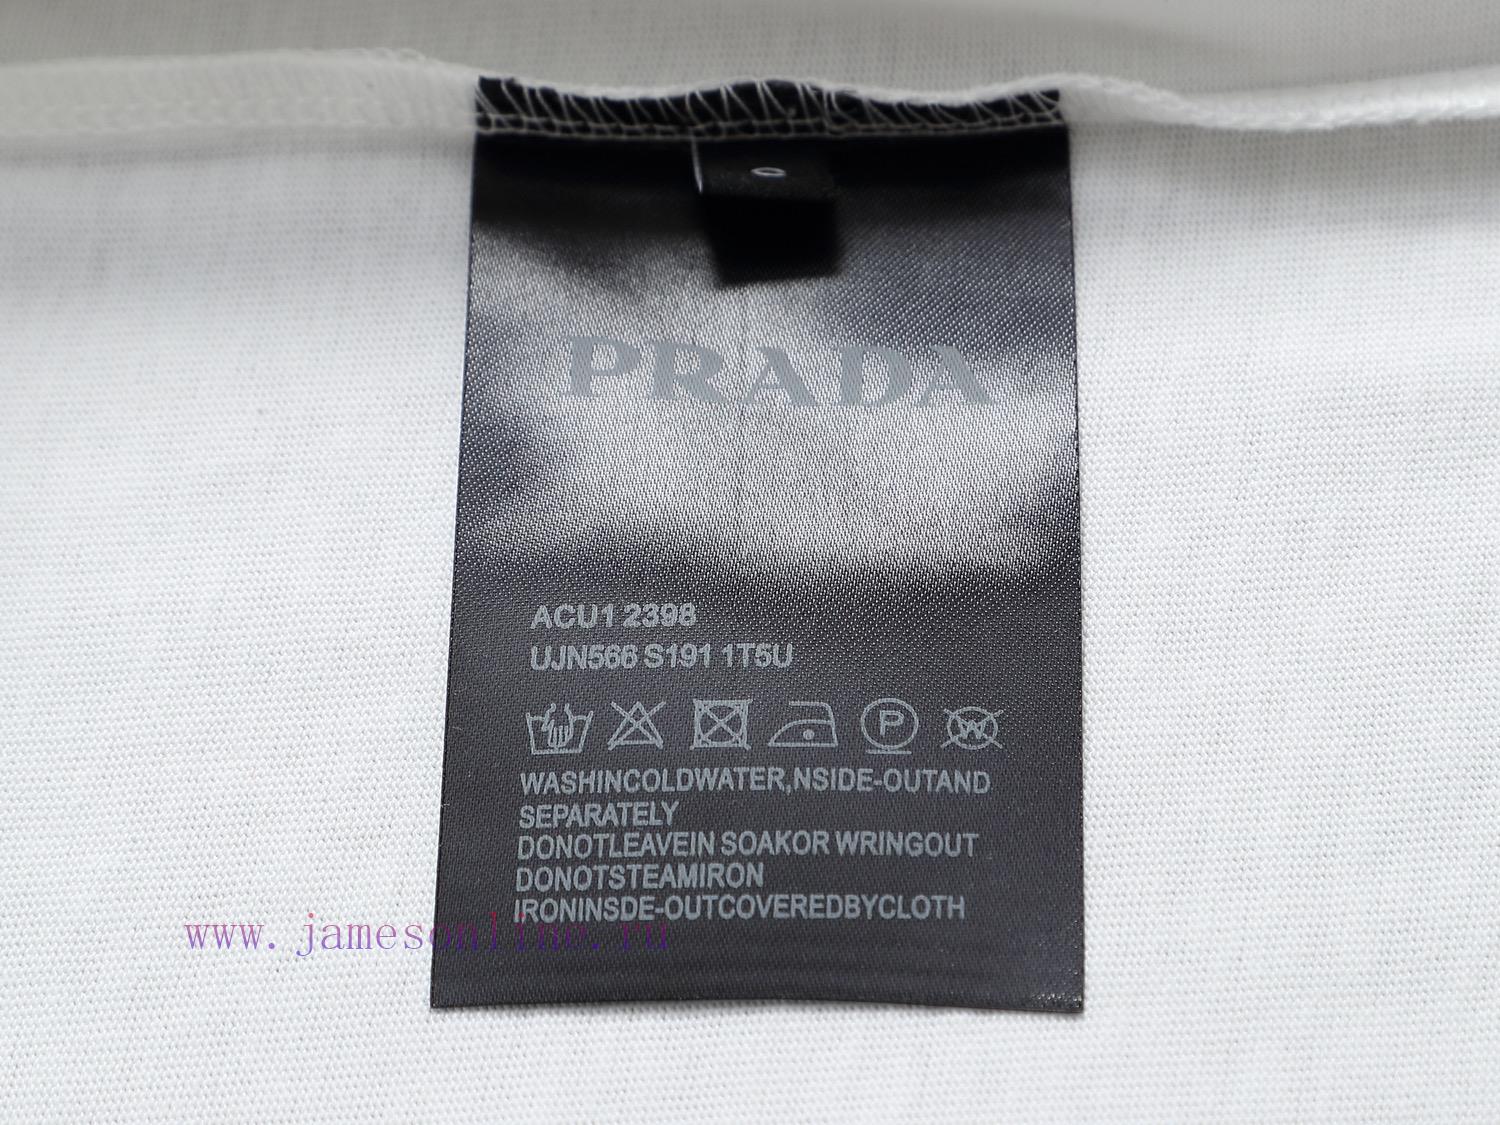 PRADA
ACU1 2398
UJN566 S191 1T5U
P W
WASHINCOLDWATER,NSIDE-OUTAND
SEPARATELY
DONOTLEAVEIN SOAKOR WRINGOUT
DONOTSTEAMIRON
IRONINSDE-OUTCOVEREDBYCLOTH
www.jamesonline.ru